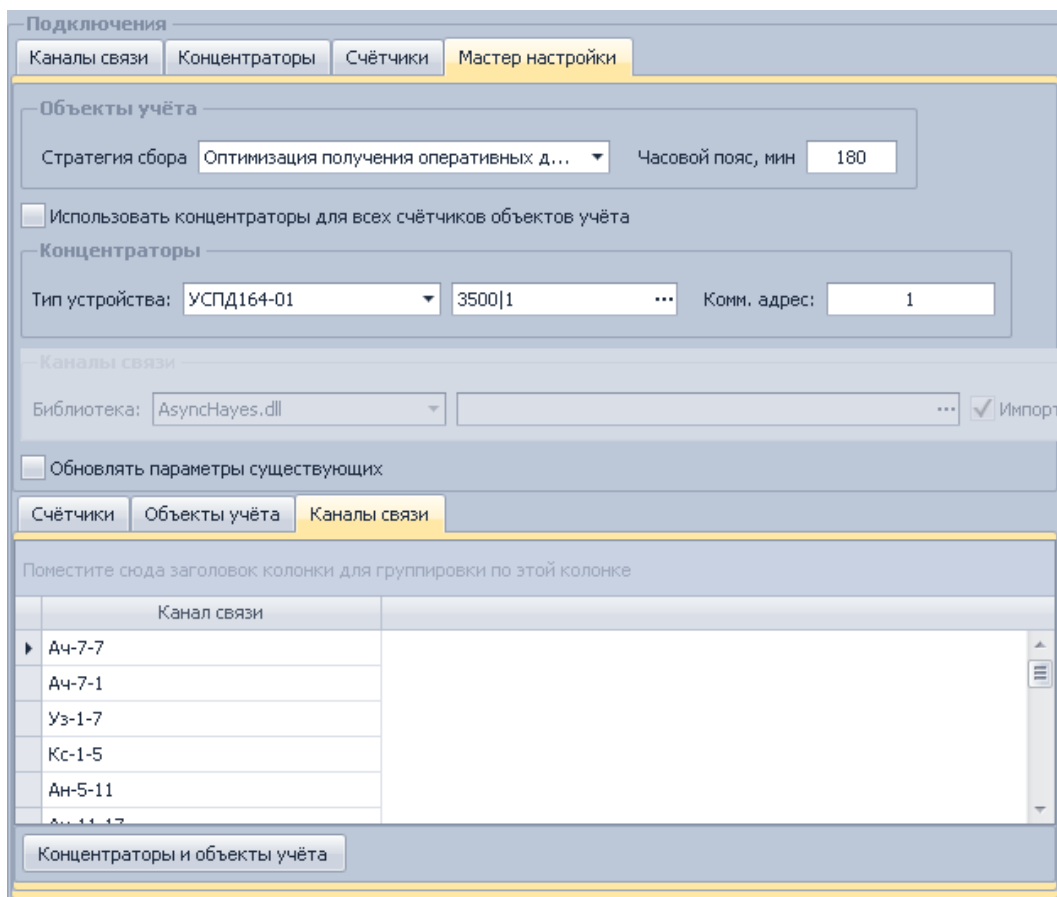 Подключения
Каналы связи Концентраторы Счётчики Мастер настройки
Объекты учёта
Стратегия сбора Оптимизация получения оперативных д... Часовой пояс, мин 180
Использовать концентраторы для всех счётчиков объектов учёта
Концентраторы
Тип устройства: УСПД164-01 3500|1 ... Комм. адрес: 1
Каналы связи
Библиотека: AsyncHayes.dll ... Импорт
Обновлять параметры существующих
Счётчики Объекты учёта Каналы связи
Поместите сюда заголовок колонки для группировки по этой колонке
Канал связи
Ач-7-7
Ач-7-1
Уз-1-7
Кс-1-5
Ан-5-11
Концентраторы и объекты учёта